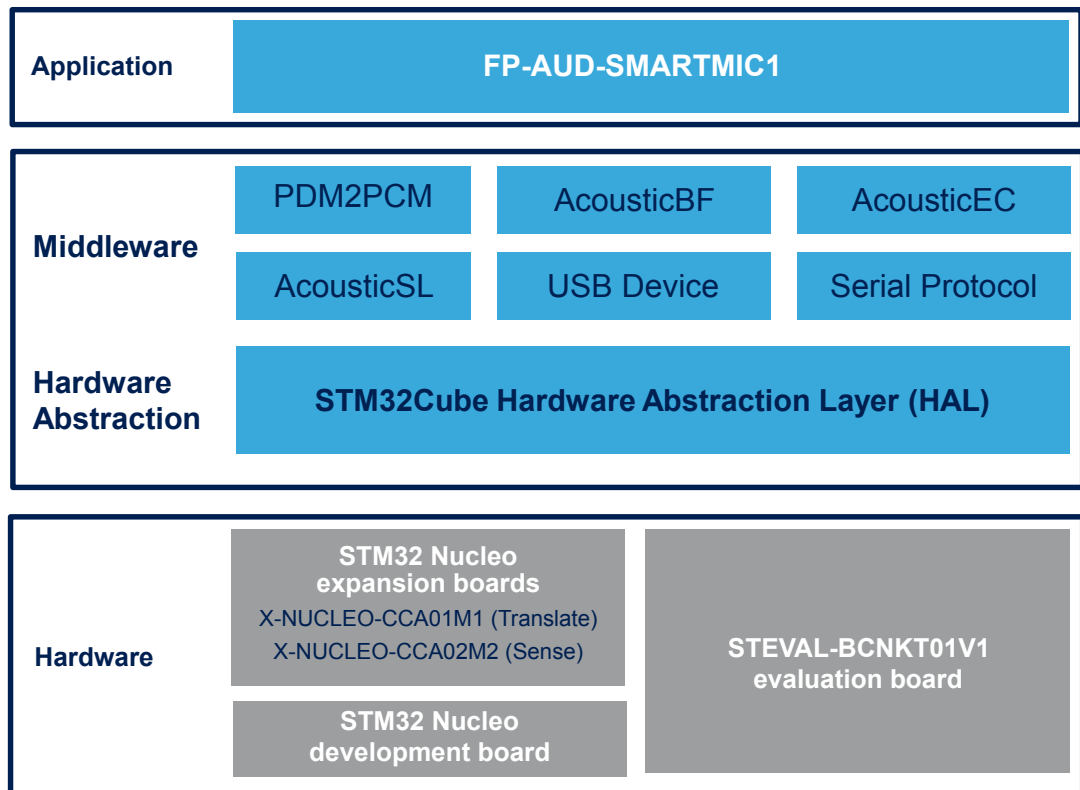 Application
FP-AUD-SMARTMIC1
Middleware
PDM2PCM
AcousticBF
AcousticEC
AcousticSL
USB Device
Serial Protocol
Hardware
Abstraction
STM32Cube Hardware Abstraction Layer (HAL)
Hardware
STM32 Nucleo
expansion boards
X-NUCLEO-CCA01M1 (Translate)
X-NUCLEO-CCA02M2 (Sense)
STM32 Nucleo
development board
STEVAL-BCNKT01V1
evaluation board